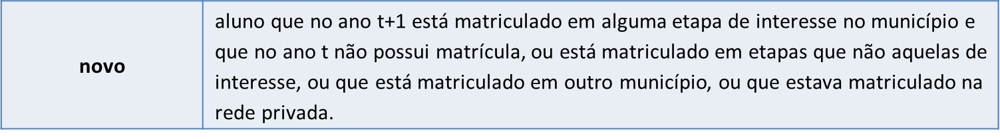 novo
aluno que no ano t+1 está matriculado em alguma etapa de interesse no município e
que no ano t não possui matrícula, ou está matriculado em etapas que não aquelas de
interesse, ou que está matriculado em outro município, ou que estava matriculado na
rede privada.